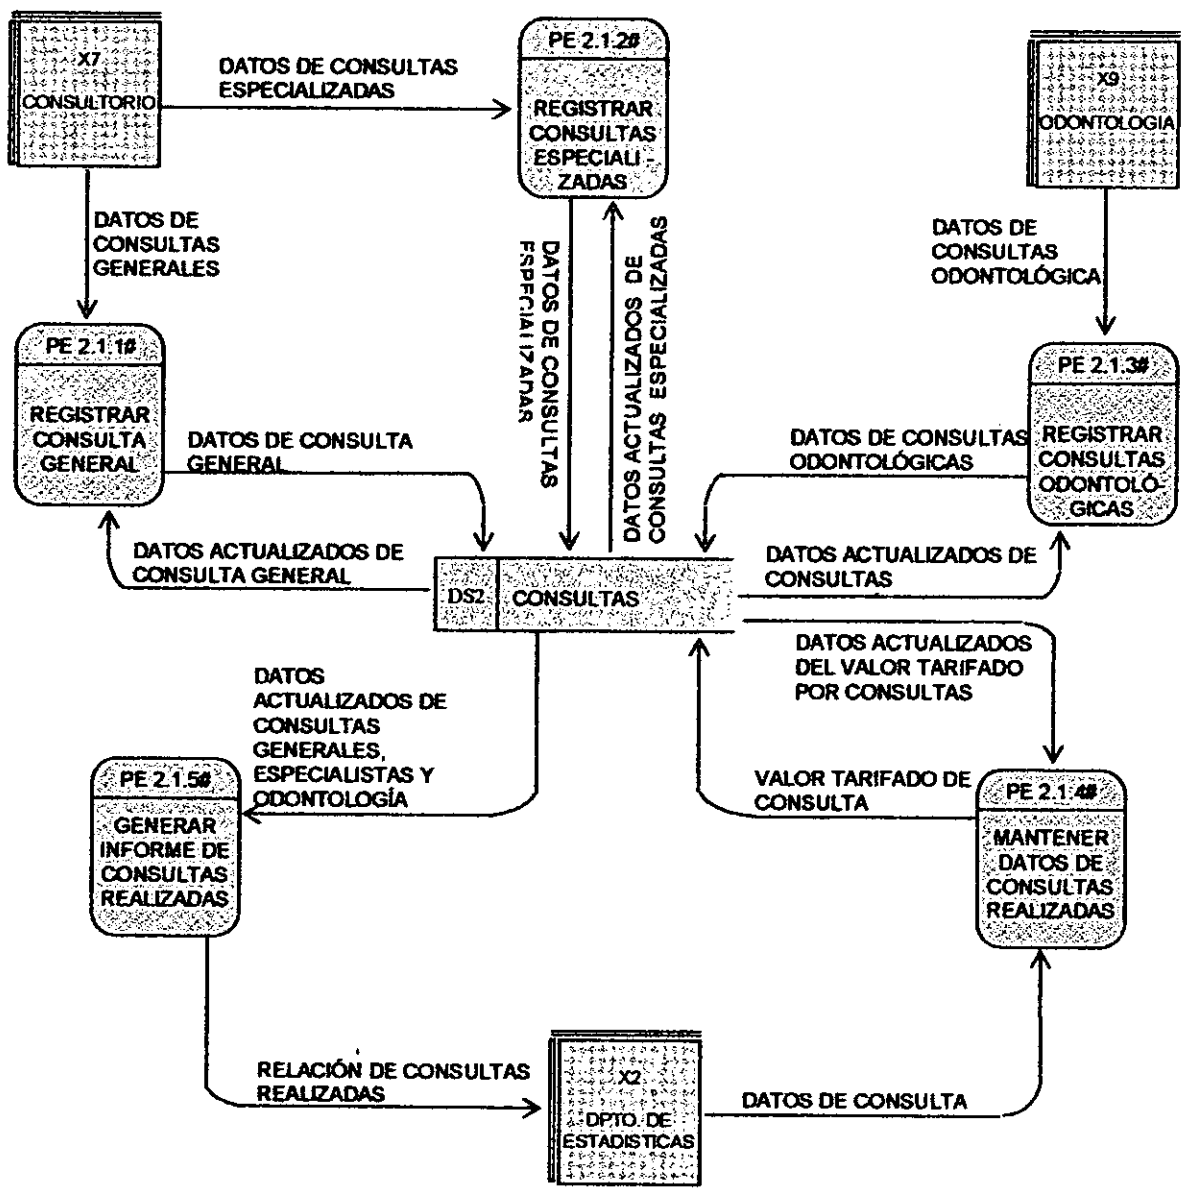 X7
CONSULTORIO
DATOS DE CONSULTAS
ESPECIALIZADAS
PE 2.1.2#
REGISTRAR
CONSULTAS
ESPECIALI-
ZADAS
X9
ODONTOLOGIA
DATOS DE
CONSULTAS
GENERALES
DATOS DE
CONSULTAS
ODONTOLÓGICA
DATOS DE CONSULTAS
ESPECIALIZADAS
DATOS ACTUALIZADOS DE
CONSULTAS ESPECIALIZADAS
PE 2.1.1#
REGISTRAR
CONSULTA
GENERAL
DATOS DE CONSULTA
GENERAL
PE 2.1.3#
REGISTRAR
CONSULTAS
ODONTOLÓ-
GICAS
DATOS DE CONSULTAS
ODONTOLÓGICAS
DATOS ACTUALIZADOS DE
CONSULTA GENERAL
DS2
CONSULTAS
DATOS ACTUALIZADOS DE
CONSULTAS
DATOS ACTUALIZADOS
DEL VALOR TARIFADO
POR CONSULTAS
DATOS
ACTUALIZADOS DE
CONSULTAS
GENERALES,
ESPECIALISTAS Y
ODONTOLOGÍA
VALOR TARIFADO DE
CONSULTA
PE 2.1.5#
GENERAR
INFORME DE
CONSULTAS
REALIZADAS
PE 2.1.4#
MANTENER
DATOS DE
CONSULTAS
REALIZADAS
RELACIÓN DE CONSULTAS
REALIZADAS
X2
DPTO. DE
ESTADISTICAS
DATOS DE CONSULTA